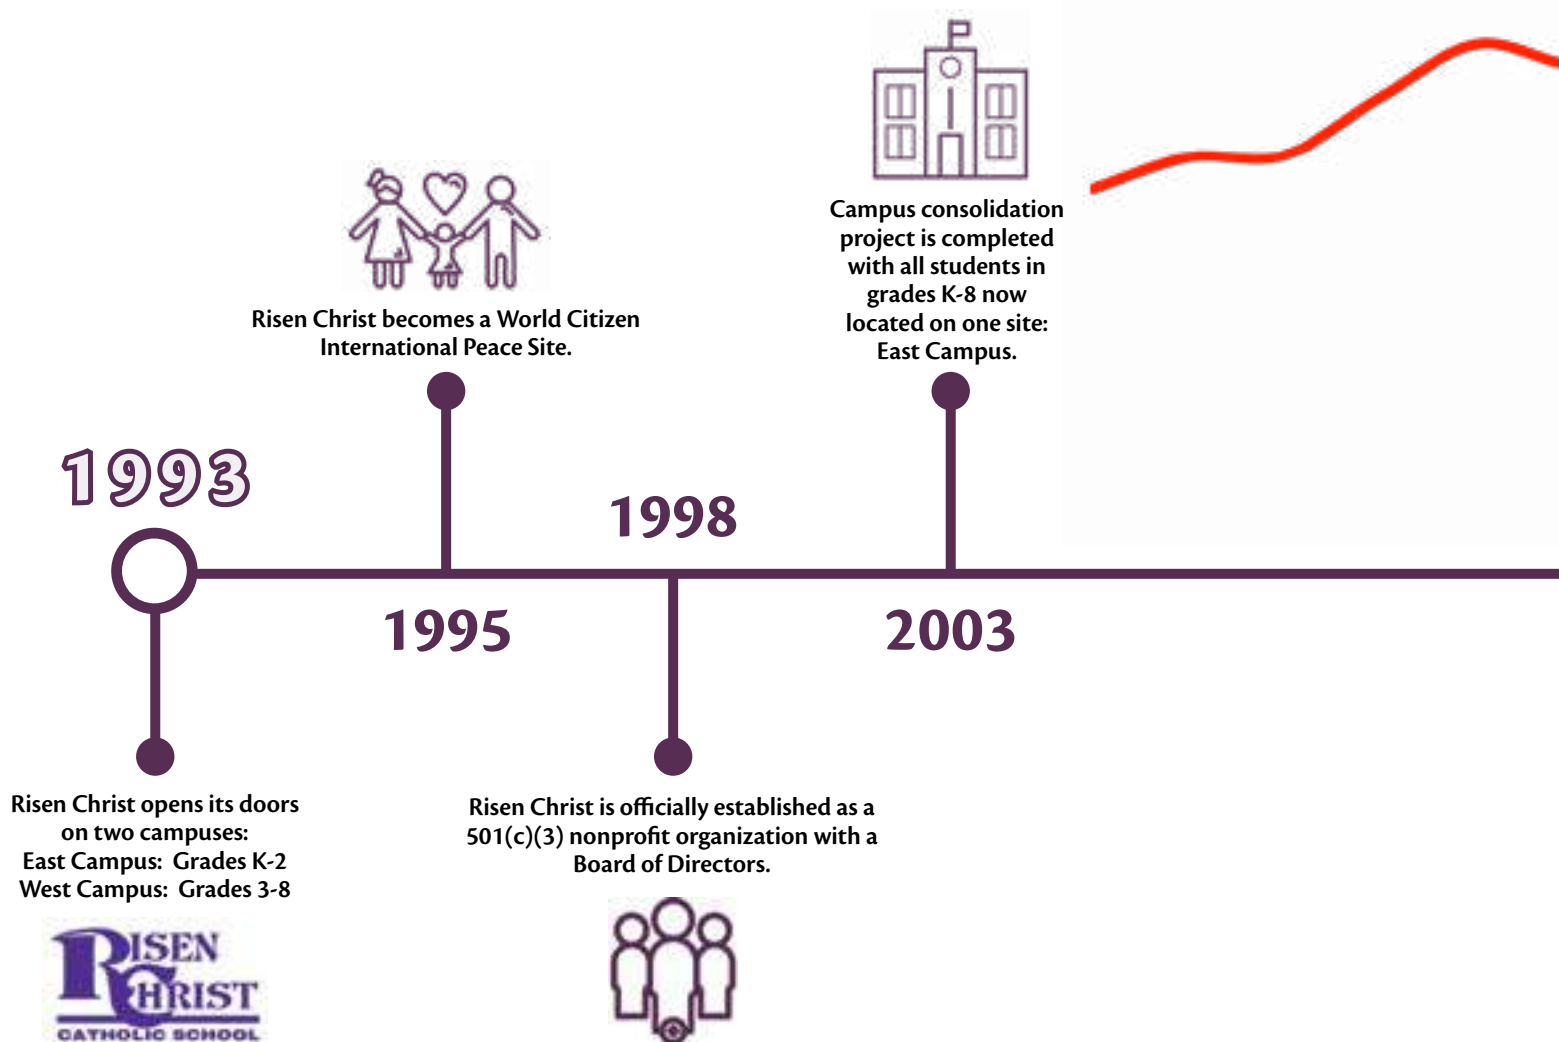 Campus consolidation
project is completed
with all students in
grades K-8 now
located on one site:
East Campus.
Risen Christ becomes a World Citizen
International Peace Site.
1993
1998
1995
2003
Risen Christ opens its doors
on two campuses:
East Campus: Grades K-2
West Campus: Grades 3-8
Risen Christ is officially established as a
501(c)(3) nonprofit organization with a
Board of Directors.
RISEN
CHRIST
CATHOLIC SCHOOL